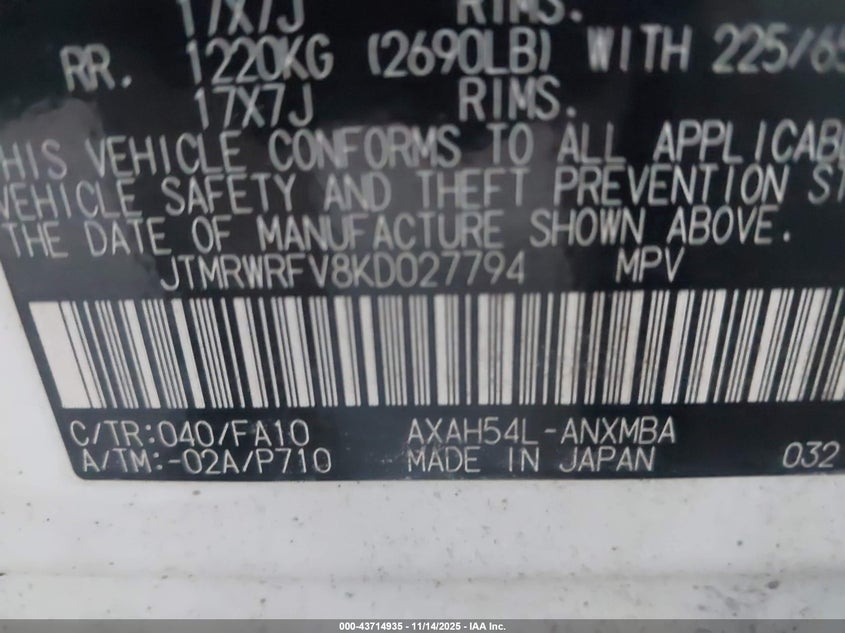 17X7J RIMS.
RR. 1220KG (2690LB) WITH 225/65
17X7J RIMS.
HIS VEHICLE CONFORMS TO ALL APPLICABL
VEHICLE SAFETY AND THEFT PREVENTION ST
THE DATE OF MANUFACTURE SHOWN ABOVE.
JTMRWRFV8KD027794 MPV
C/TR:040/FA10 AXAH54L-ANXMBA
A/TM:-02A/P710 MADE IN JAPAN 032
000-43714935 - 11/14/2025 - IAA Inc.